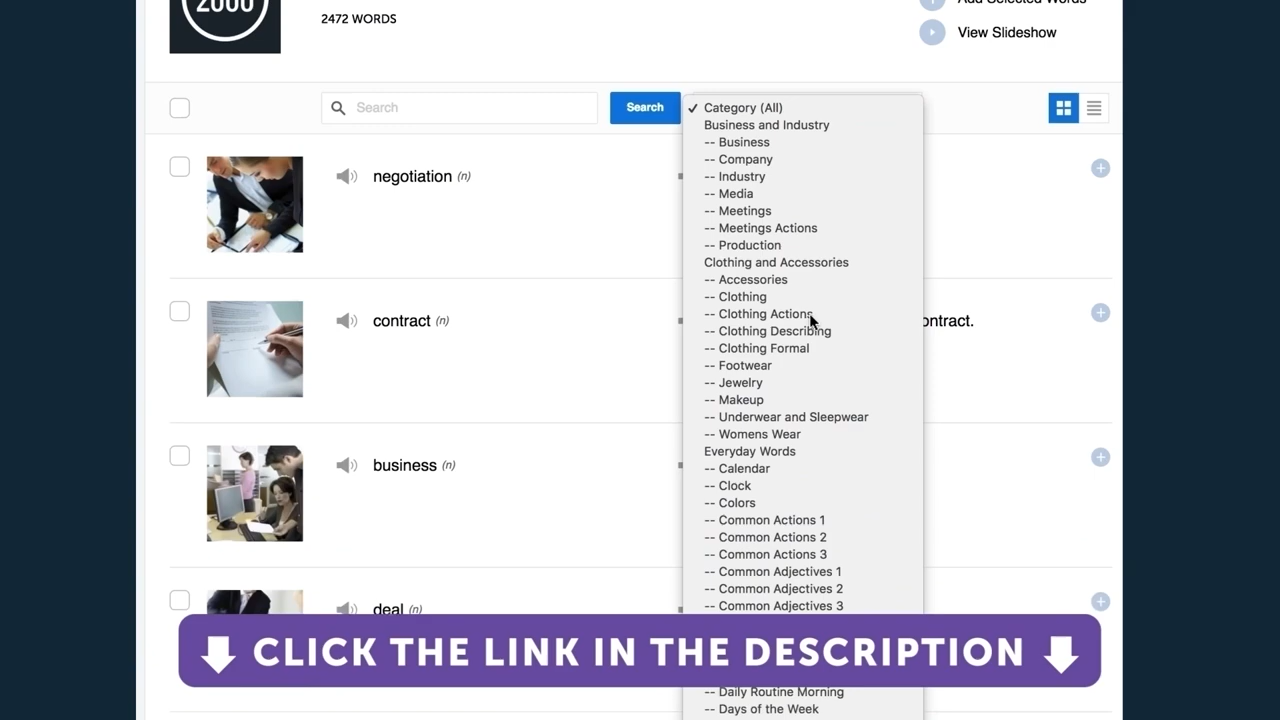 2000
Add Selected Words
2472 WORDS
View Slideshow
Search
Search
✓ Category (All)
Business and Industry
-- Business
-- Company
-- Industry
-- Media
-- Meetings
-- Meetings Actions
-- Production
Clothing and Accessories
-- Accessories
-- Clothing
-- Clothing Actions
-- Clothing Describing
-- Clothing Formal
-- Footwear
-- Jewelry
-- Makeup
-- Underwear and Sleepwear
-- Womens Wear
Everyday Words
-- Calendar
-- Clock
-- Colors
-- Common Actions 1
-- Common Actions 2
-- Common Actions 3
-- Common Adjectives 1
-- Common Adjectives 2
-- Common Adjectives 3
-- Daily Routine Morning
-- Days of the Week
negotiation (n)
contract (n)
ontract.
business (n)
deal (n)
CLICK THE LINK IN THE DESCRIPTION